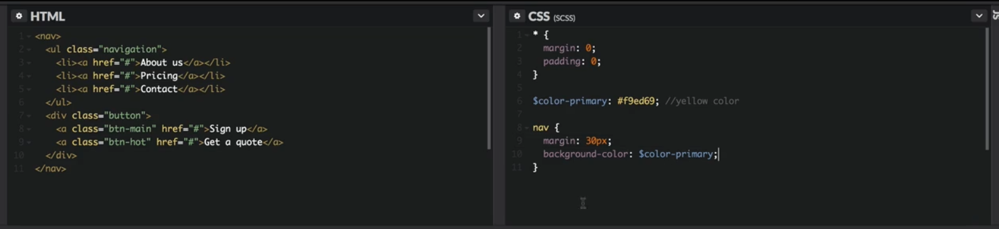 HTML
1 <nav>
2 <ul class="navigation">
3 <li><a href="#">About us</a></li>
4 <li><a href="#">Pricing</a></li>
5 <li><a href="#">Contact</a></li>
6 </ul>
7 <div class="button">
8 <a class="btn-main" href="#">Sign up</a>
9 <a class="btn-hot" href="#">Get a quote</a>
10 </div>
11 </nav>
CSS (SCSS)
1 * {
2 margin: 0;
3 padding: 0;
4 }
5
6 $color-primary: #f9ed69; //yellow color
7
8 nav {
9 margin: 30px;
10 background-color: $color-primary;
11 }
JS